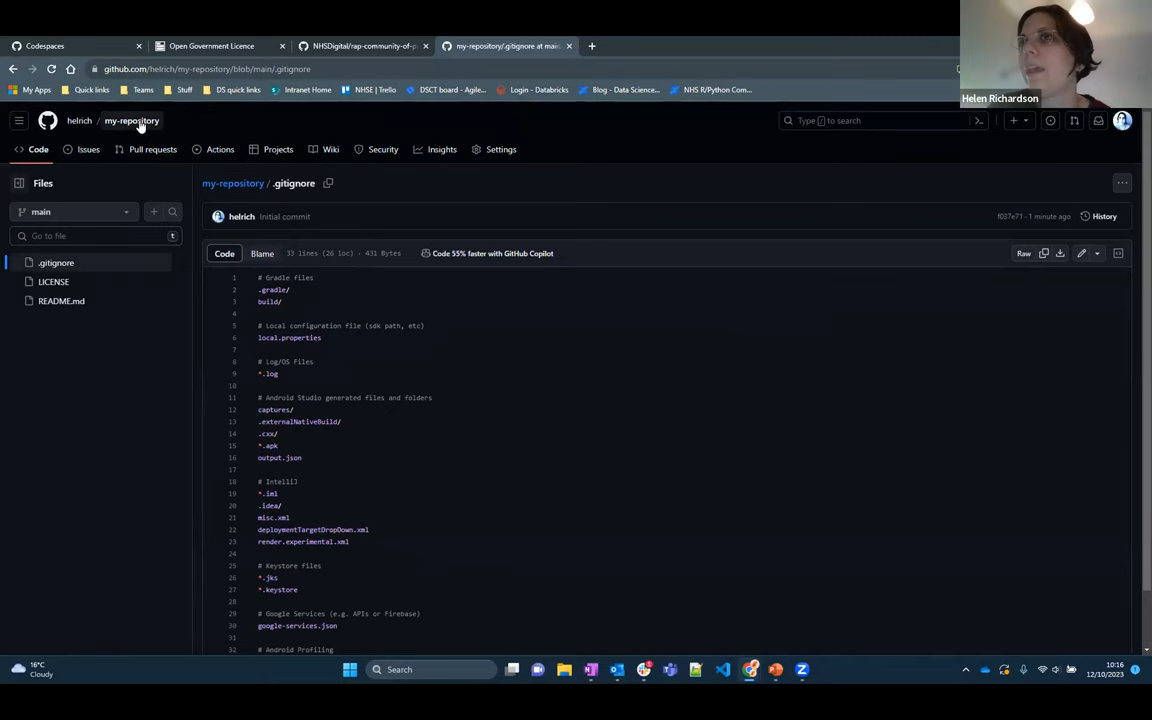 Codespaces
Open Government Licence
NHSDigital/rap-community-of-p
my-repository/.gitignore at main
github.com/helrich/my-repository/blob/main/.gitignore
My Apps
Quick links
Teams
Stuff
DS quick links
Intranet Home
NHSE | Trello
DSCT board - Agile...
Login - Databricks
Blog - Data Science...
NHS R/Python Com...
Helen Richardson
helrich / my-repository
Type / to search
Code
Issues
Pull requests
Actions
Projects
Wiki
Security
Insights
Settings
Files
my-repository / .gitignore
main
helrich Initial commit
f037e71 · 1 minute ago
History
Go to file
t
Code
Blame
33 lines (26 loc) · 431 Bytes
Code 55% faster with GitHub Copilot
Raw
.gitignore
LICENSE
README.md
1 # Gradle files
2 .gradle/
3 build/
4
5 # Local configuration file (sdk path, etc)
6 local.properties
7
8 # Log/OS Files
9 *.log
10
11 # Android Studio generated files and folders
12 captures/
13 .externalNativeBuild/
14 .cxx/
15 *.apk
16 output.json
17
18 # IntelliJ
19 *.iml
20 .idea/
21 misc.xml
22 deploymentTargetDropDown.xml
23 render.experimental.xml
24
25 # Keystore files
26 *.jks
27 *.keystore
28
29 # Google Services (e.g. APIs or Firebase)
30 google-services.json
31
32 # Android Profiling
16°C
Cloudy
Search
10:16
12/10/2023